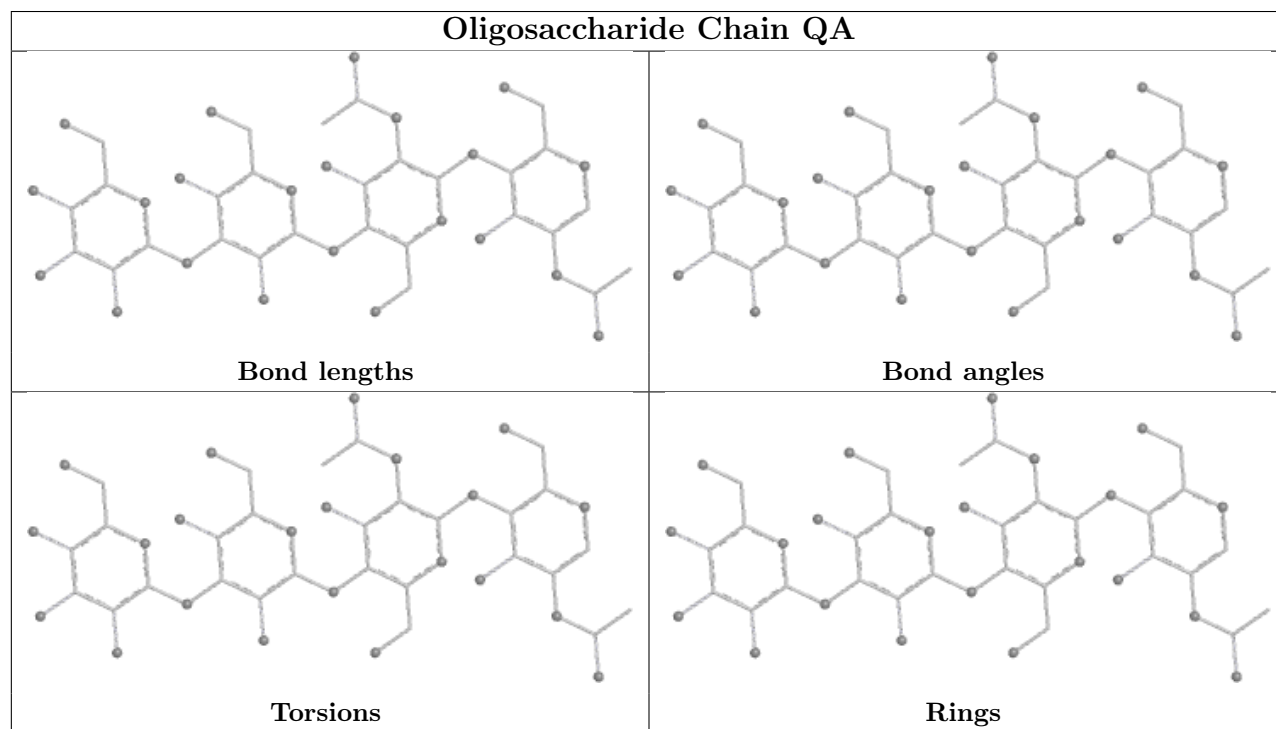 Oligosaccharide Chain QA
Bond lengths
Bond angles
Torsions
Rings